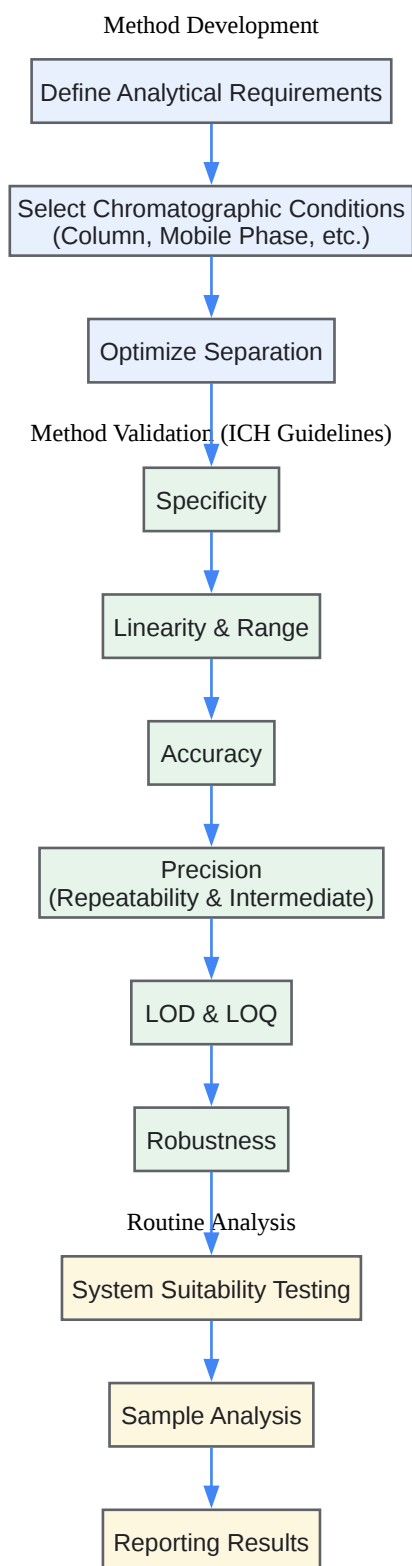 Method Development
Define Analytical Requirements
Select Chromatographic Conditions
(Column, Mobile Phase, etc.)
Optimize Separation
Method Validation (ICH Guidelines)
Specificity
Linearity & Range
Accuracy
Precision
(Repeatability & Intermediate)
LOD & LOQ
Robustness
Routine Analysis
System Suitability Testing
Sample Analysis
Reporting Results